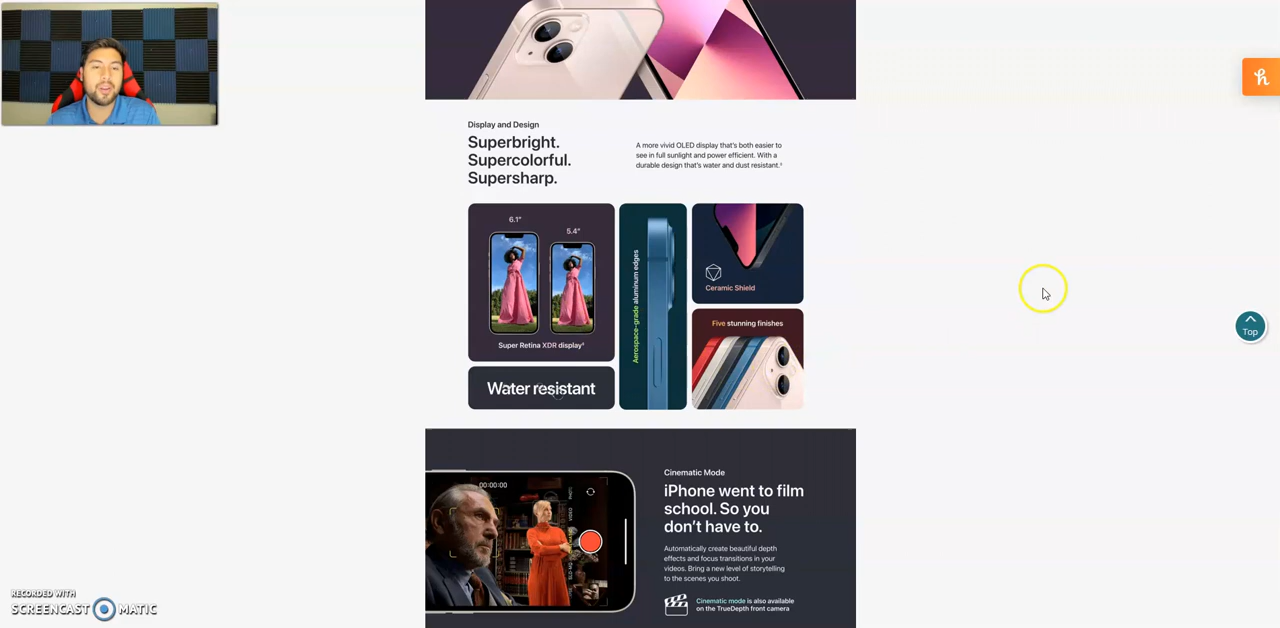 Display and Design
Superbright.
Supercolorful.
Supersharp.
A more vivid OLED display that's both easier to
see in full sunlight and power efficient. With a
durable design that's water and dust resistant.
6.1"
5.4"
Super Retina XDR display
Water resistant
Aerospace-grade aluminum edges
Ceramic Shield
Five stunning finishes
Top
00:00:00
PHOTO
VIDEO
SLO-MO
Cinematic Mode
iPhone went to film
school. So you
don't have to.
Automatically create beautiful depth
effects and focus transitions in your
videos. Bring a new level of storytelling
to the scenes you shoot.
Cinematic mode is also available
on the TrueDepth front camera
RECORDED WITH
SCREENCAST MATIC